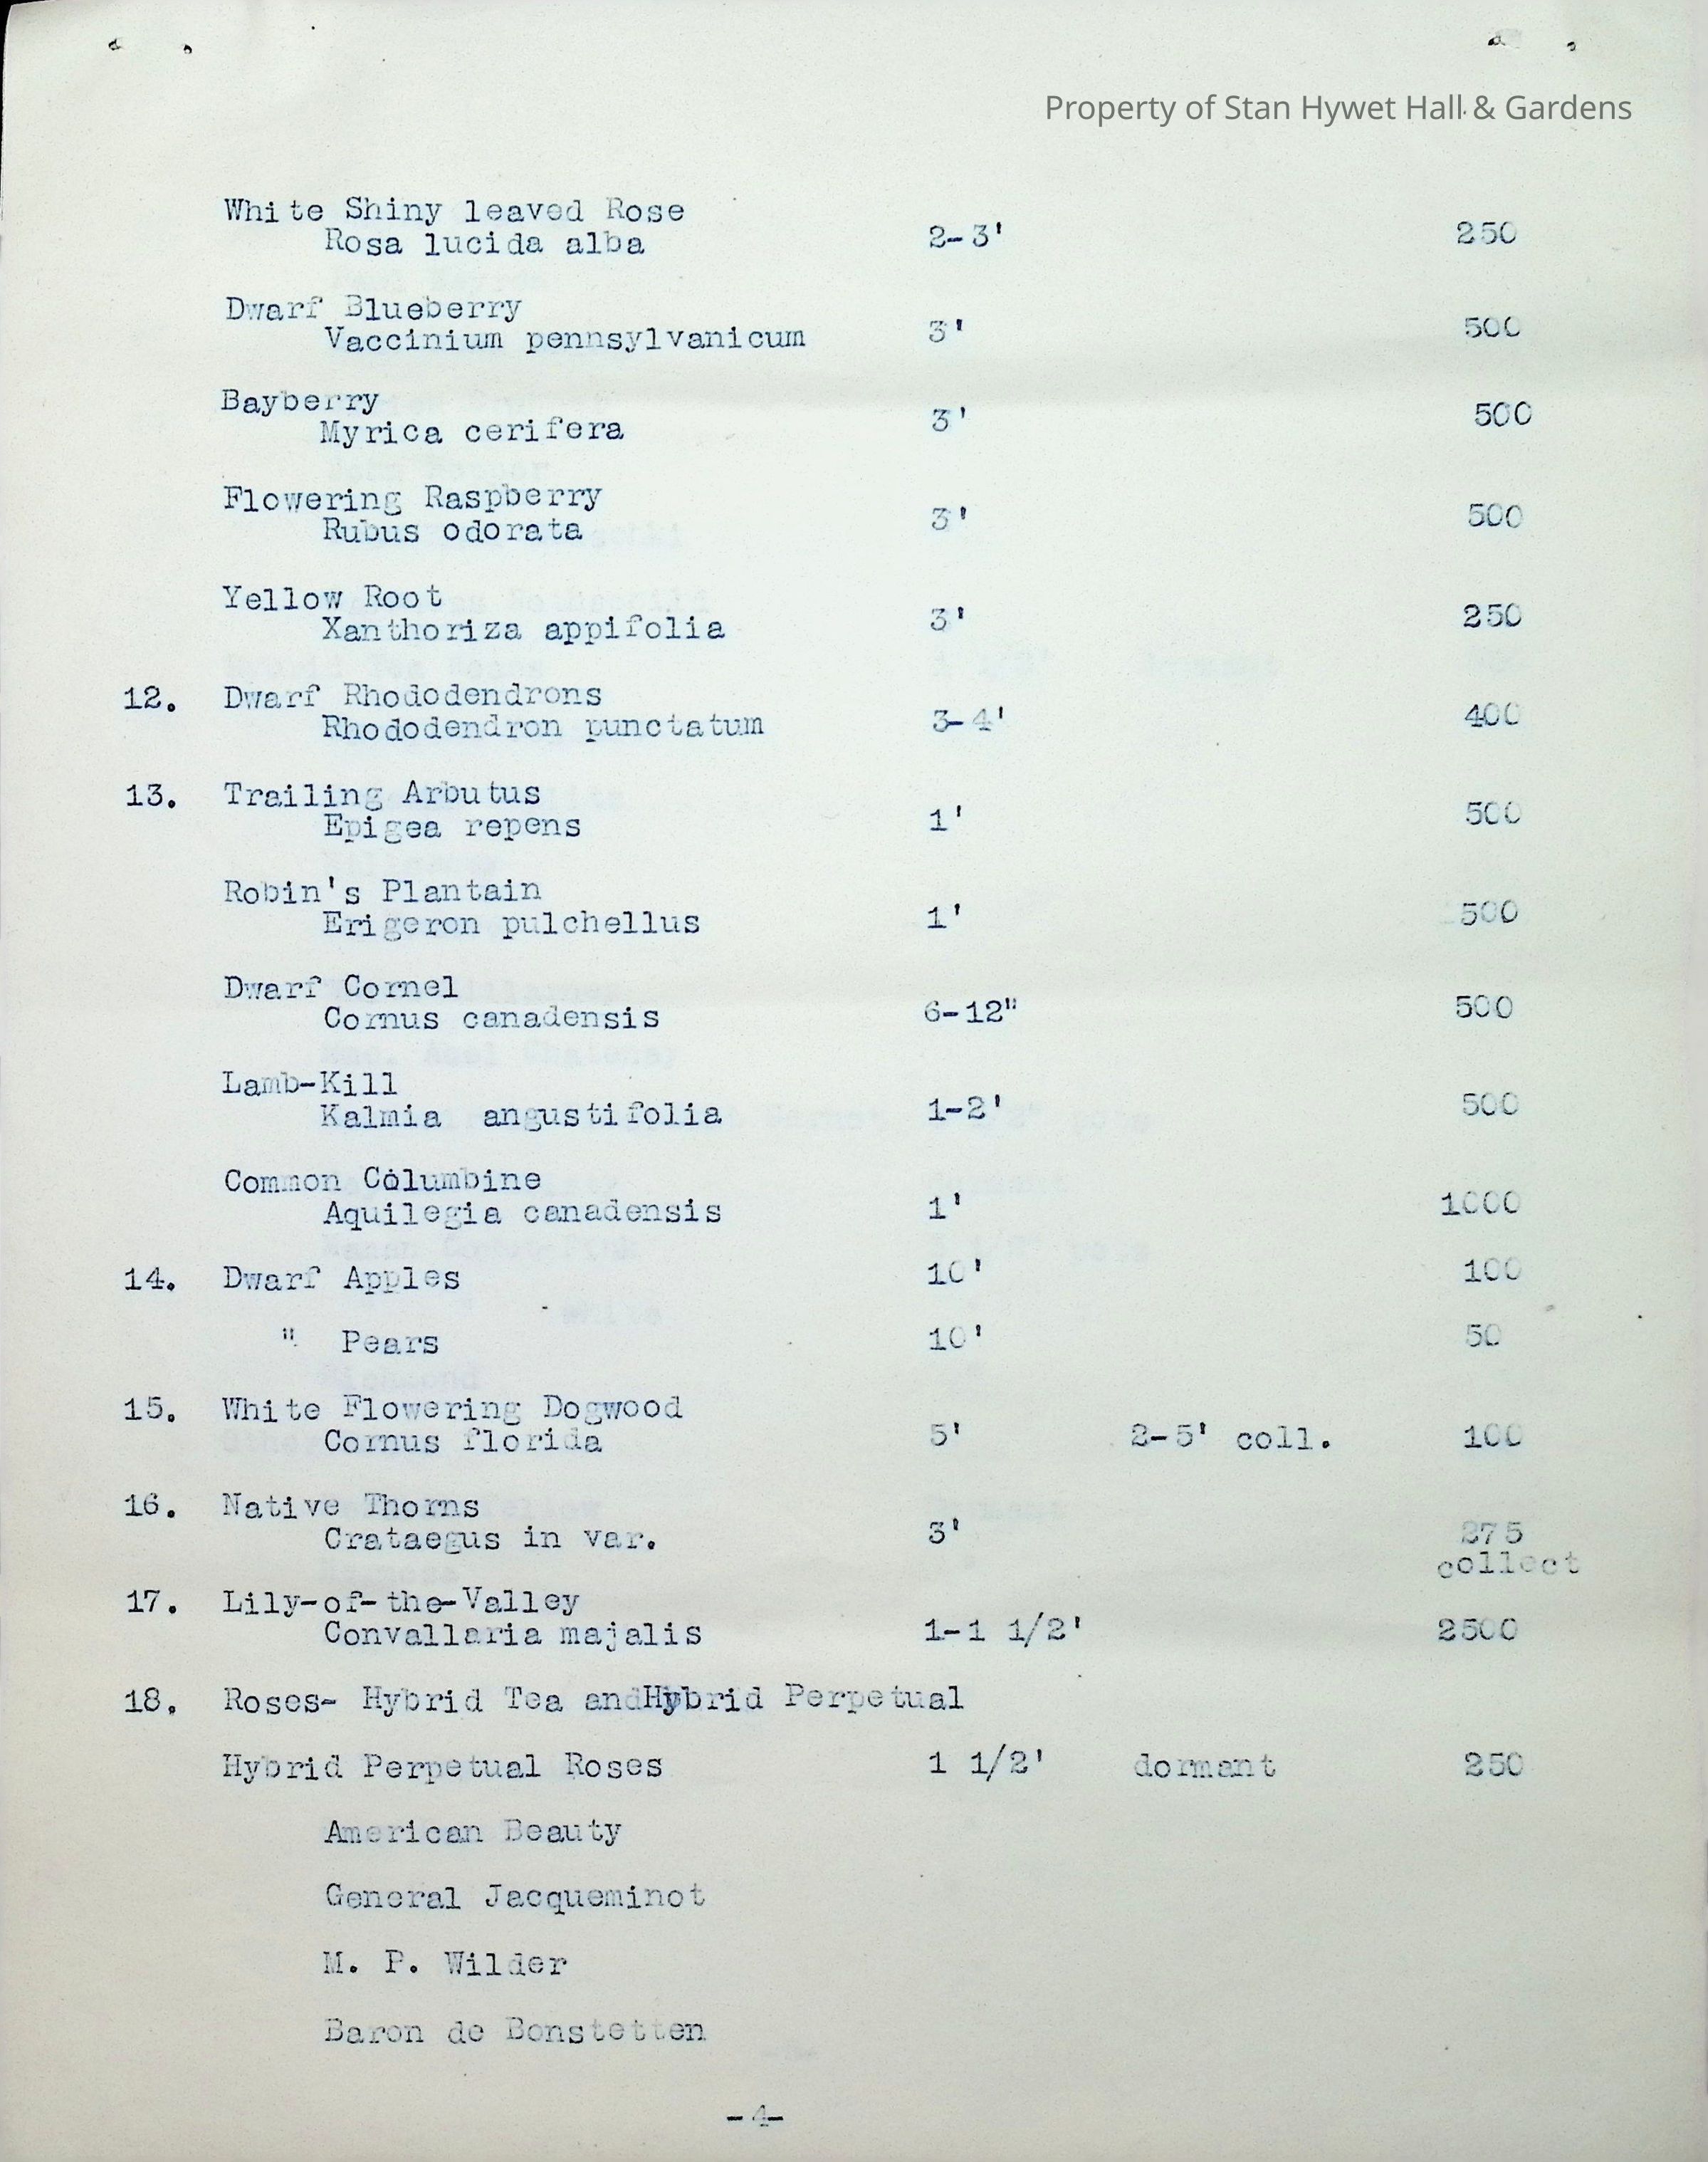 Property of Stan Hywet Hall & Gardens
White Shiny leaved Rose
Rosa lucida alba 2-3' 250
Dwarf Blueberry
Vaccinium pennsylvanicum 3' 500
Bayberry
Myrica cerifera 3' 500
Flowering Raspberry
Rubus odorata 3' 500
Yellow Root
Xanthoriza appifolia 3' 250
12. Dwarf Rhododendrons
Rhododendron punctatum 3-4' 400
13. Trailing Arbutus
Epigea repens 1' 500
Robin's Plantain
Erigeron pulchellus 1' 500
Dwarf Cornel
Cornus canadensis 6-12" 500
Lamb-Kill
Kalmia angustifolia 1-2' 500
Common Columbine
Aquilegia canadensis 1' 1000
14. Dwarf Apples 10' 100
" Pears 10' 50
15. White Flowering Dogwood
Cornus florida 5' 2-5' coll. 100
16. Native Thorns
Crataegus in var. 3' 275
collect
17. Lily-of-the-Valley
Convallaria majalis 1-1 1/2' 2500
18. Roses- Hybrid Tea andHybrid Perpetual
Hybrid Perpetual Roses 1 1/2' dormant 250
American Beauty
General Jacqueminot
M. P. Wilder
Baron de Bonstetten
-4-